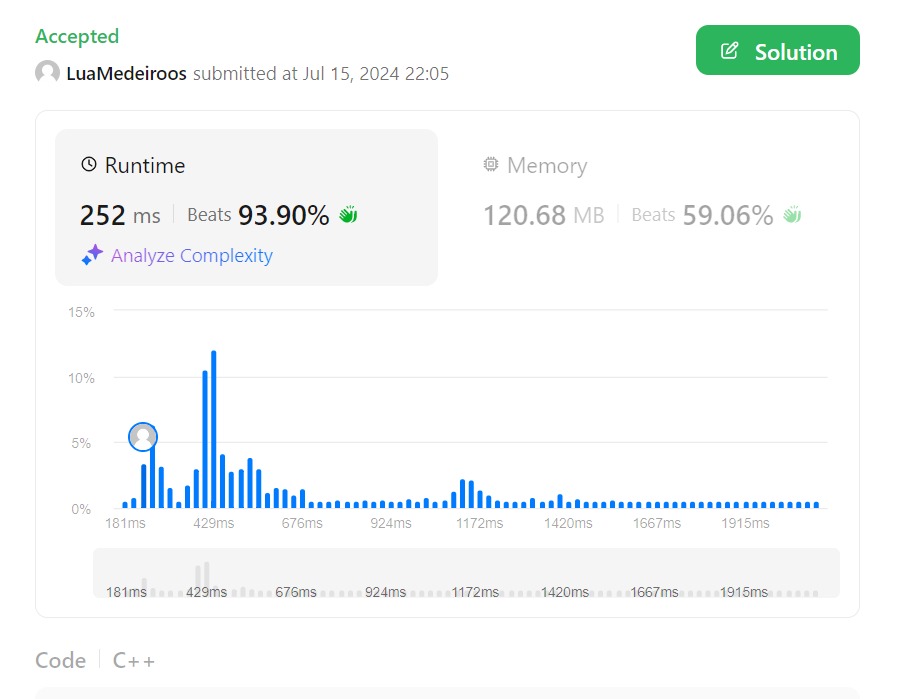 Accepted
LuaMedeiroos submitted at Jul 15, 2024 22:05
Solution
Runtime
252 ms Beats 93.90%
Analyze Complexity
Memory
120.68 MB Beats 59.06%
15%
10%
5%
0%
181ms 429ms 676ms 924ms 1172ms 1420ms 1667ms 1915ms
181ms 429ms 676ms 924ms 1172ms 1420ms 1667ms 1915ms
Code C++